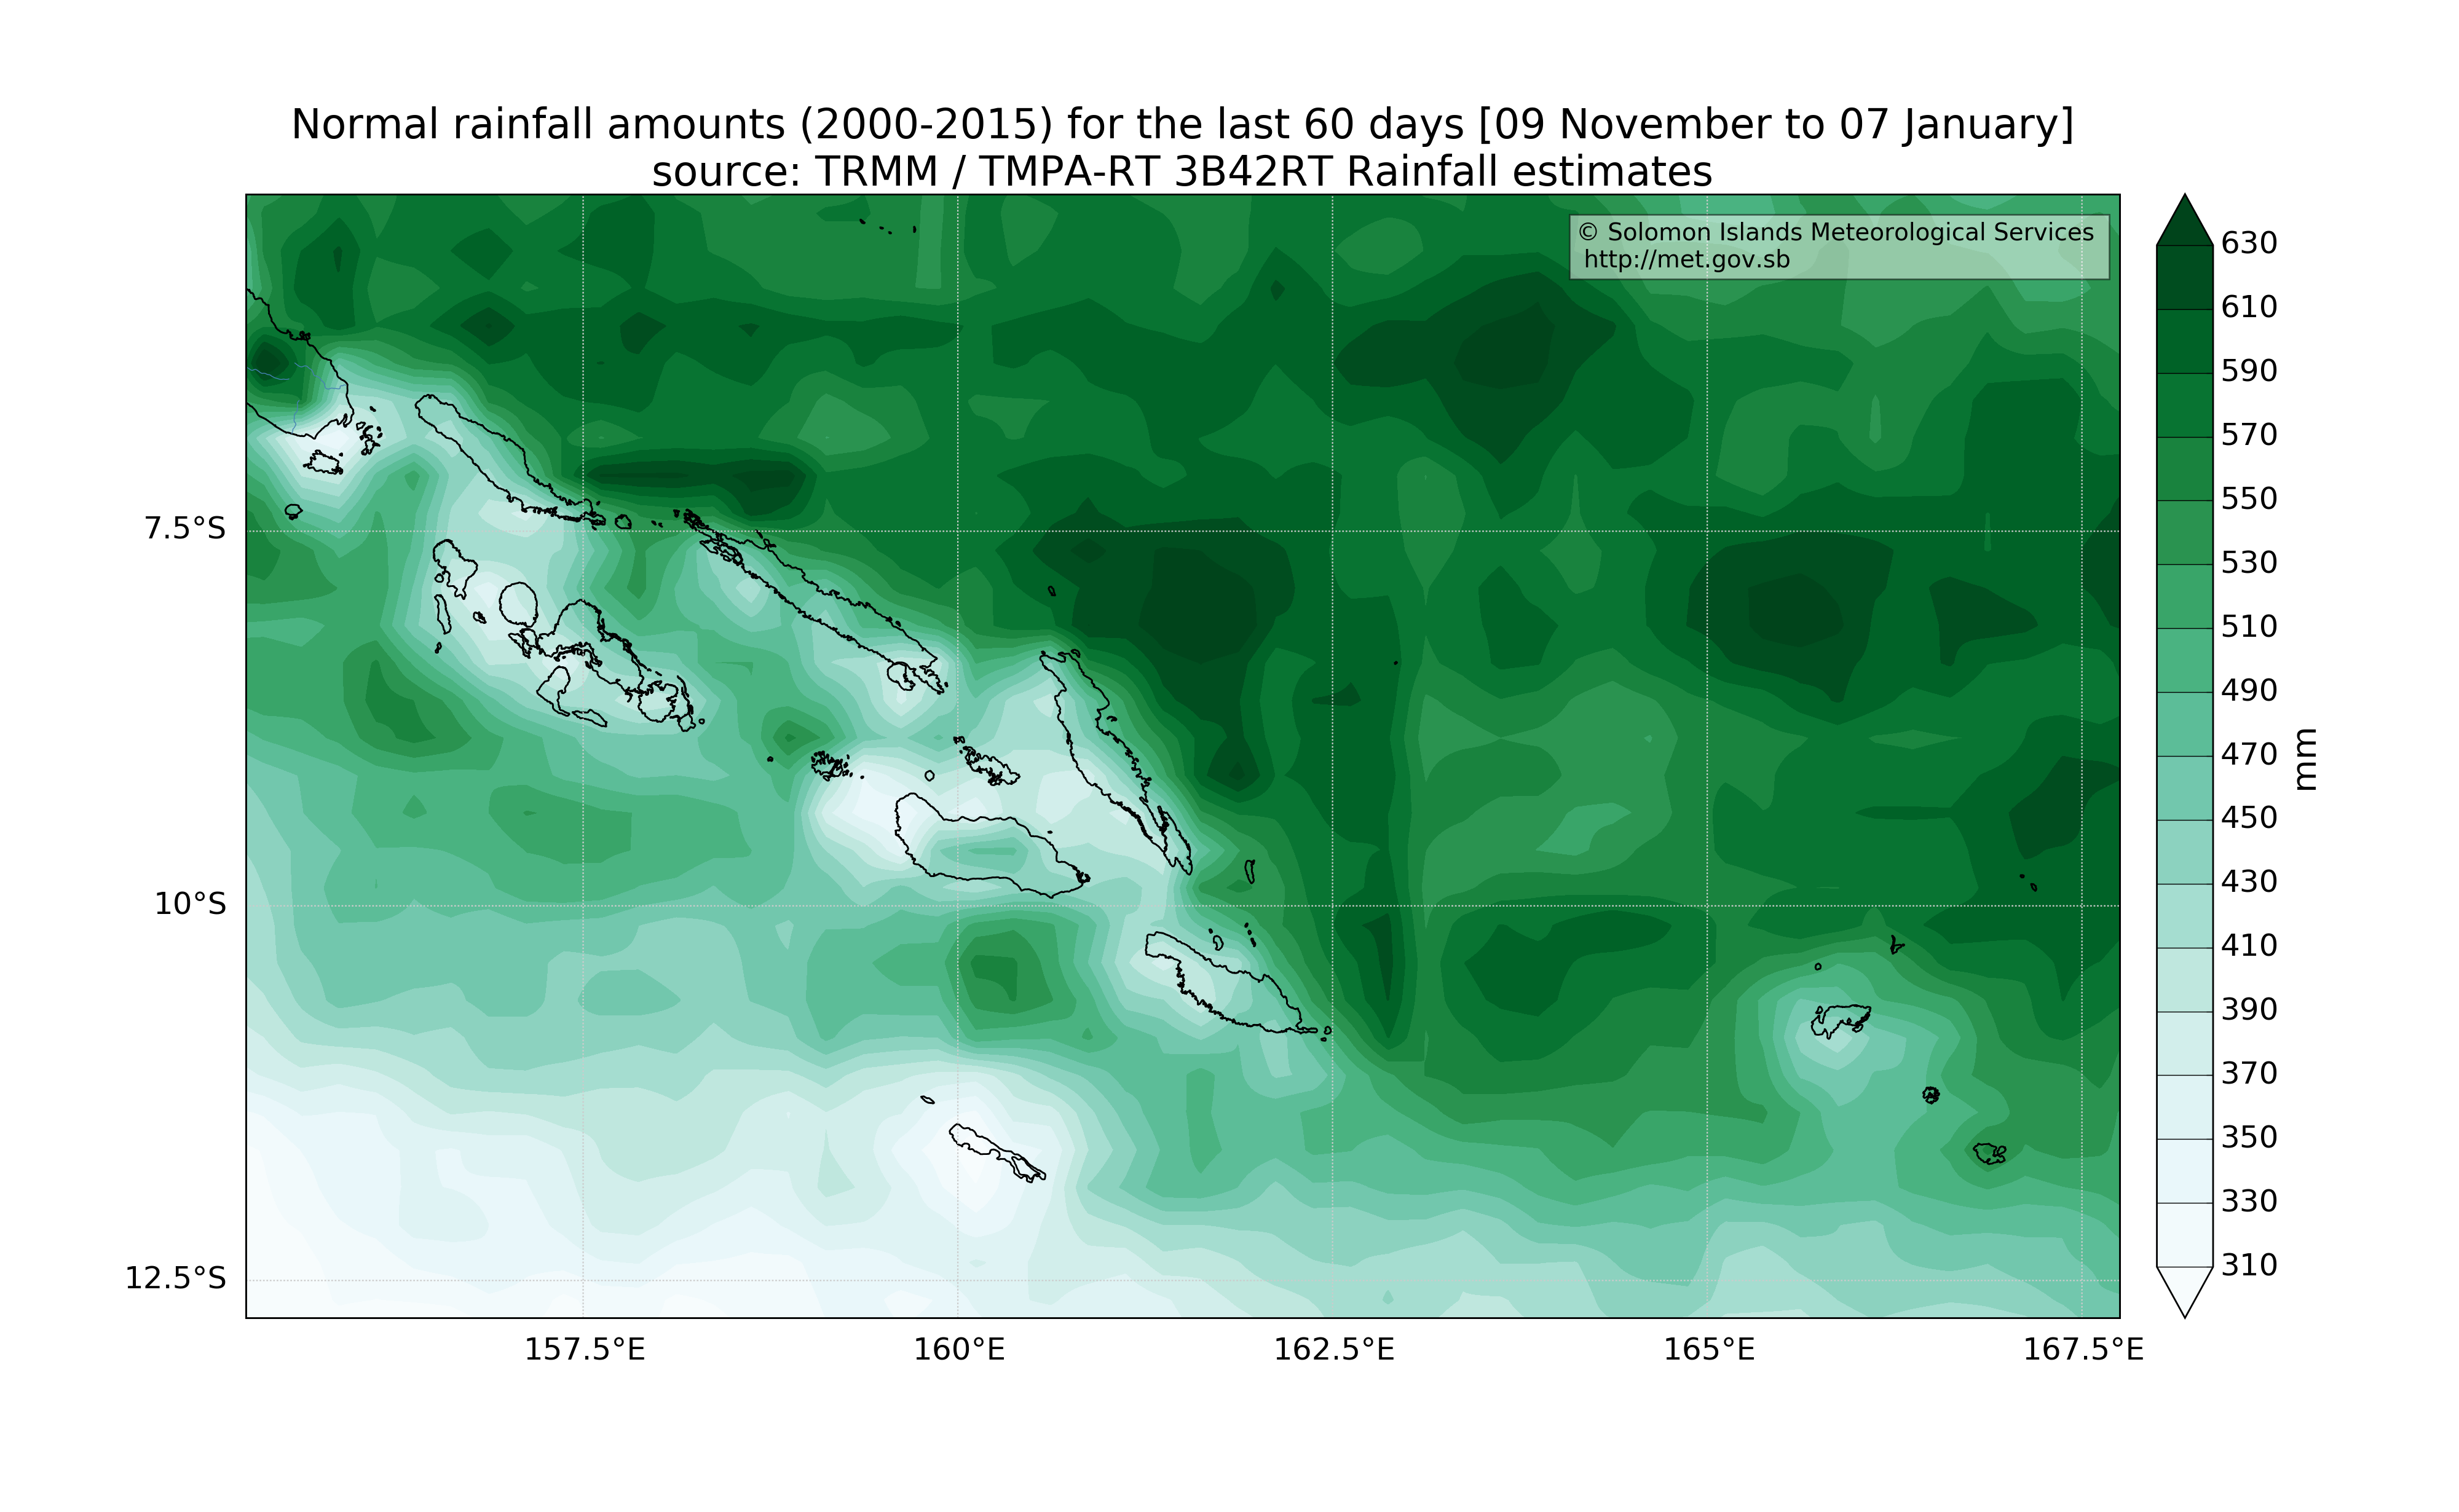 Normal rainfall amounts (2000-2015) for the last 60 days [09 November to 07 January]
source: TRMM / TMPA-RT 3B42RT Rainfall estimates
© Solomon Islands Meteorological Services
http://met.gov.sb
630
610
590
570
550
530
510
490
470
450
430
410
390
370
350
330
310
mm
7.5°S
10°S
12.5°S
157.5°E
160°E
162.5°E
165°E
167.5°E